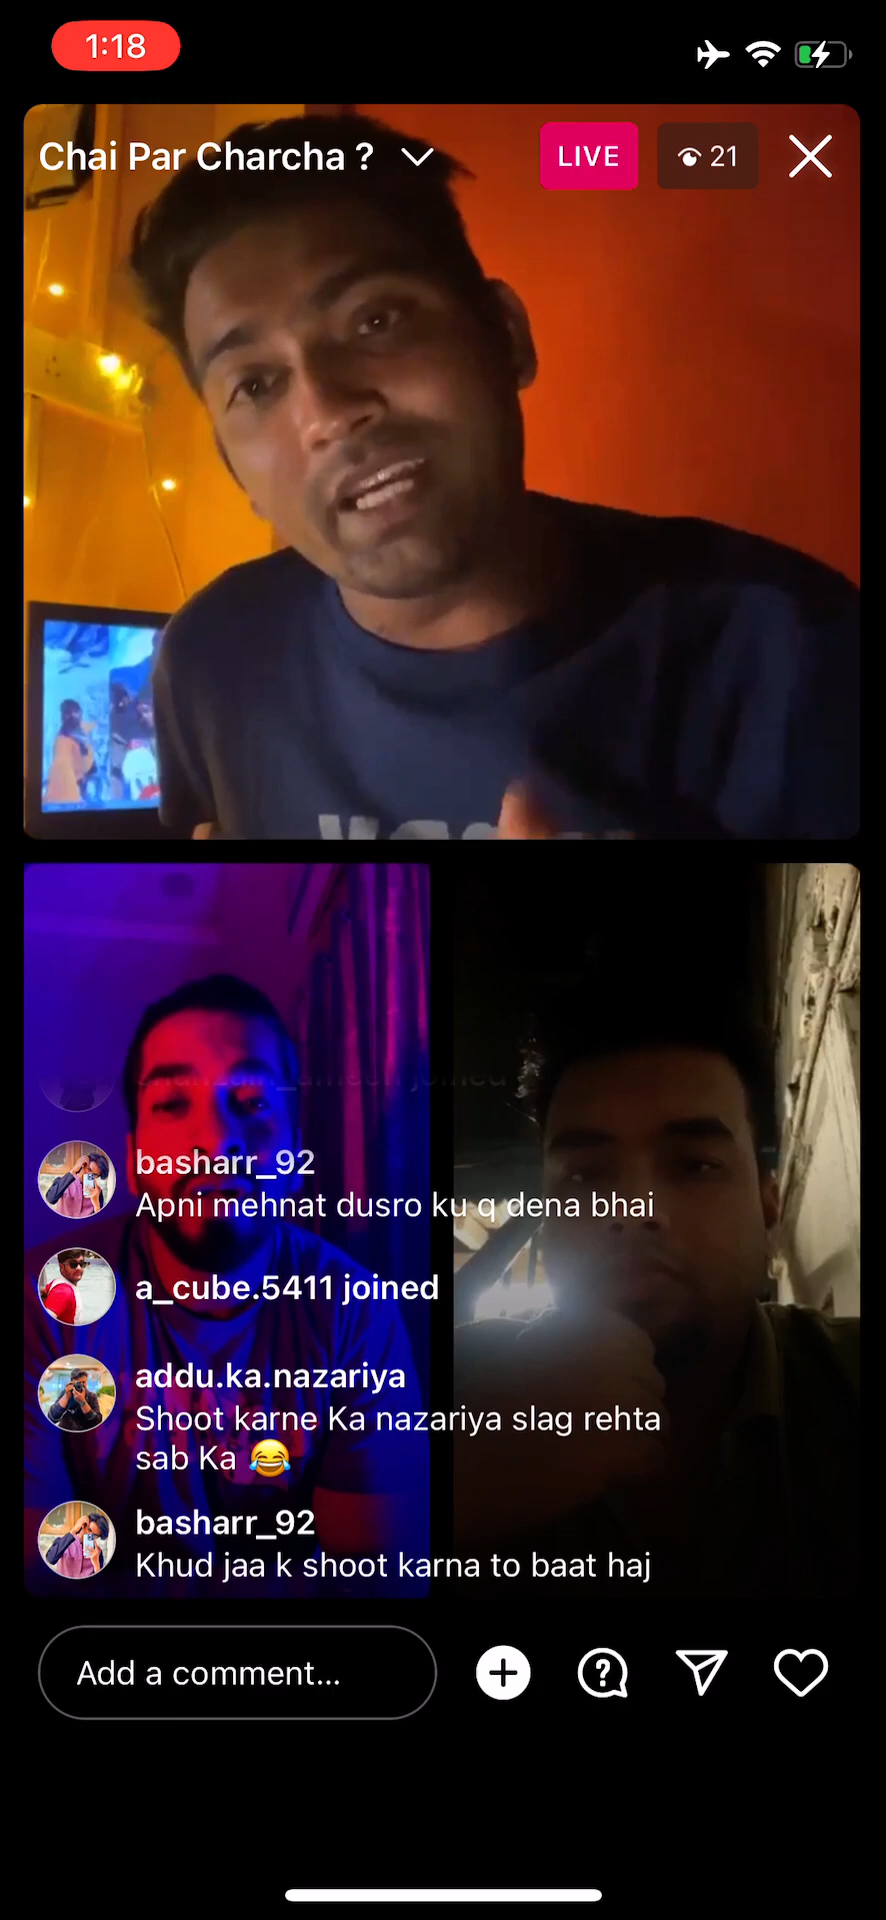 1:18
Chai Par Charcha ?
LIVE
21
basharr_92
Apni mehnat dusro ku q dena bhai
a_cube.5411 joined
addu.ka.nazariya
Shoot karne Ka nazariya slag rehta
sab Ka 😂
basharr_92
Khud jaa k shoot karna to baat haj
Add a comment...